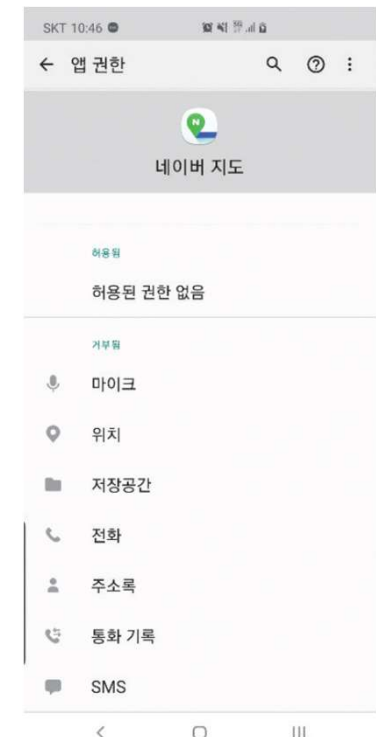 SKT 10:46
앱 권한
N
네이버 지도
허용됨
허용된 권한 없음
거부됨
마이크
위치
저장공간
전화
주소록
통화 기록
SMS